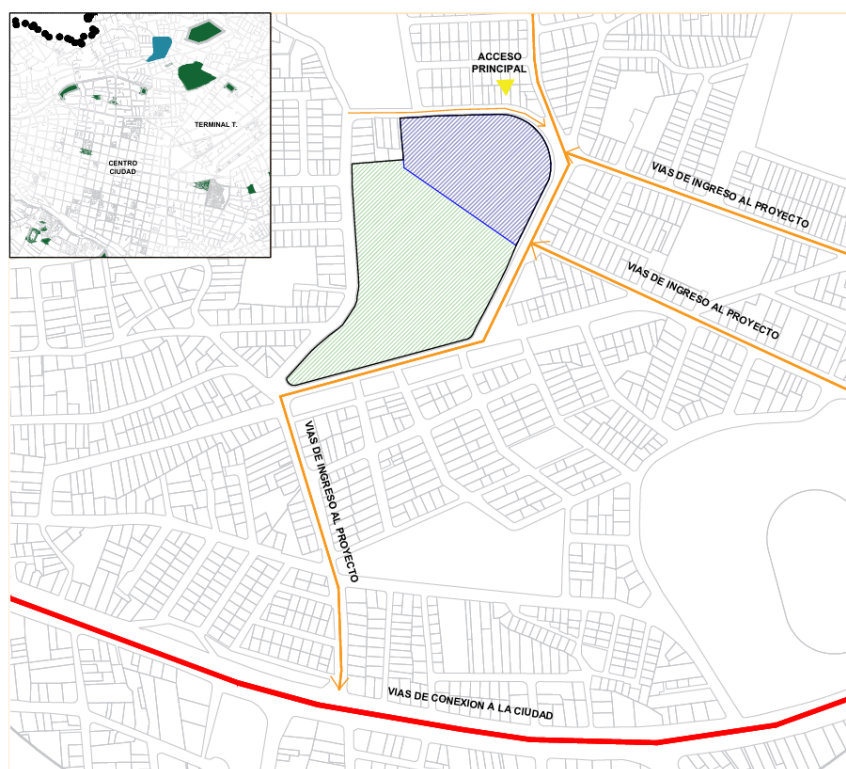 ACCESO
PRINCIPAL
TERMINAL T.
CENTRO
CIUDAD
VIAS DE INGRESO AL PROYECTO
VIAS DE INGRESO AL PROYECTO
VIAS DE INGRESO AL PROYECTO
VIAS DE CONEXION A LA CIUDAD